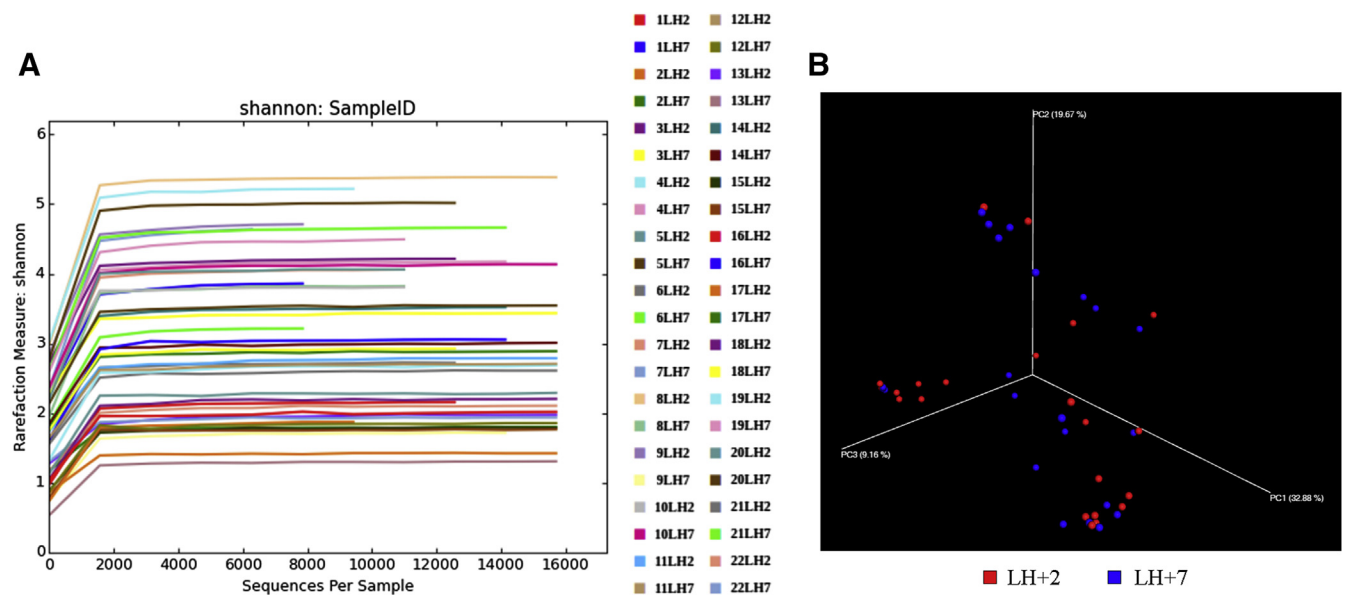 A
shannon: SampleID
Rarefaction Measure: shannon
6
5
4
3
2
1
0
0 2000 4000 6000 8000 10000 12000 14000 16000
Sequences Per Sample
1LH2 12LH2
1LH7 12LH7
2LH2 13LH2
2LH7 13LH7
3LH2 14LH2
3LH7 14LH7
4LH2 15LH2
4LH7 15LH7
5LH2 16LH2
5LH7 16LH7
6LH2 17LH2
6LH7 17LH7
7LH2 18LH2
7LH7 18LH7
8LH2 19LH2
8LH7 19LH7
9LH2 20LH2
9LH7 20LH7
10LH2 21LH2
10LH7 21LH7
11LH2 22LH2
11LH7 22LH7
B
PC2 (19.67 %)
PC3 (9.16 %)
PC1 (32.88 %)
LH+2 LH+7